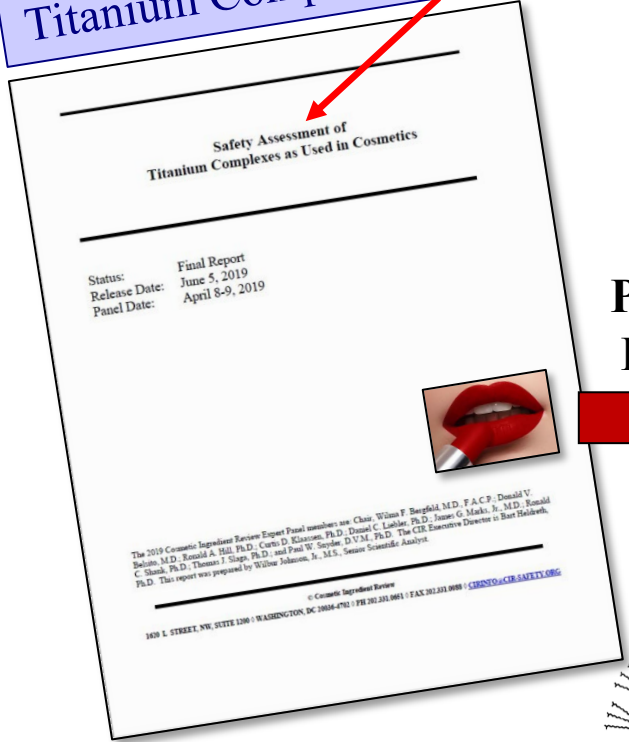 Titanium
Safety Assessment of
Titanium Complexes as Used in Cosmetics
Status: Final Report
Release Date: June 5, 2019
Panel Date: April 8-9, 2019
The 2019 Cosmetic Ingredient Review Expert Panel members are: Chair, Wilma F. Bergfeld, M.D., F.A.C.P.; Donald V.
Belsito, M.D.; Ronald A. Hill, Ph.D.; Curtis D. Klaassen, Ph.D.; Daniel C. Liebler, Ph.D.; James G. Marks, Jr., M.D.; Ronald
C. Shank, Ph.D.; Thomas J. Slaga, Ph.D.; and Paul W. Snyder, D.V.M., Ph.D. The CIR Executive Director is Bart Heldreth,
Ph.D. This report was prepared by Wilbur Johnson, Jr., M.S., Senior Scientific Analyst.
© Cosmetic Ingredient Review
1620 L STREET, NW, SUITE 1200 ◊ WASHINGTON, DC 20036-4702 ◊ PH 202.331.0651 ◊ FAX 202.331.0088 ◊ CIRINFO@CIR-SAFETY.ORG
P